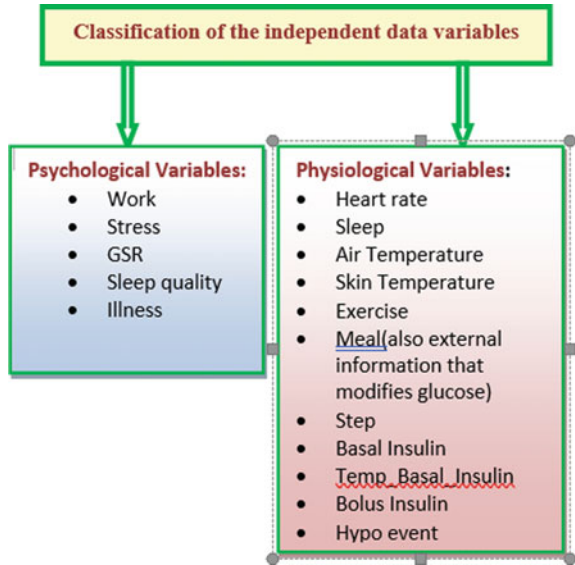 Classification of the independent data variables
Psychological Variables:
• Work
• Stress
• GSR
• Sleep quality
• Illness
Physiological Variables:
• Heart rate
• Sleep
• Air Temperature
• Skin Temperature
• Exercise
• Meal(also external
information that
modifies glucose)
• Step
• Basal Insulin
• Temp_Basal_Insulin
• Bolus Insulin
• Hypo event